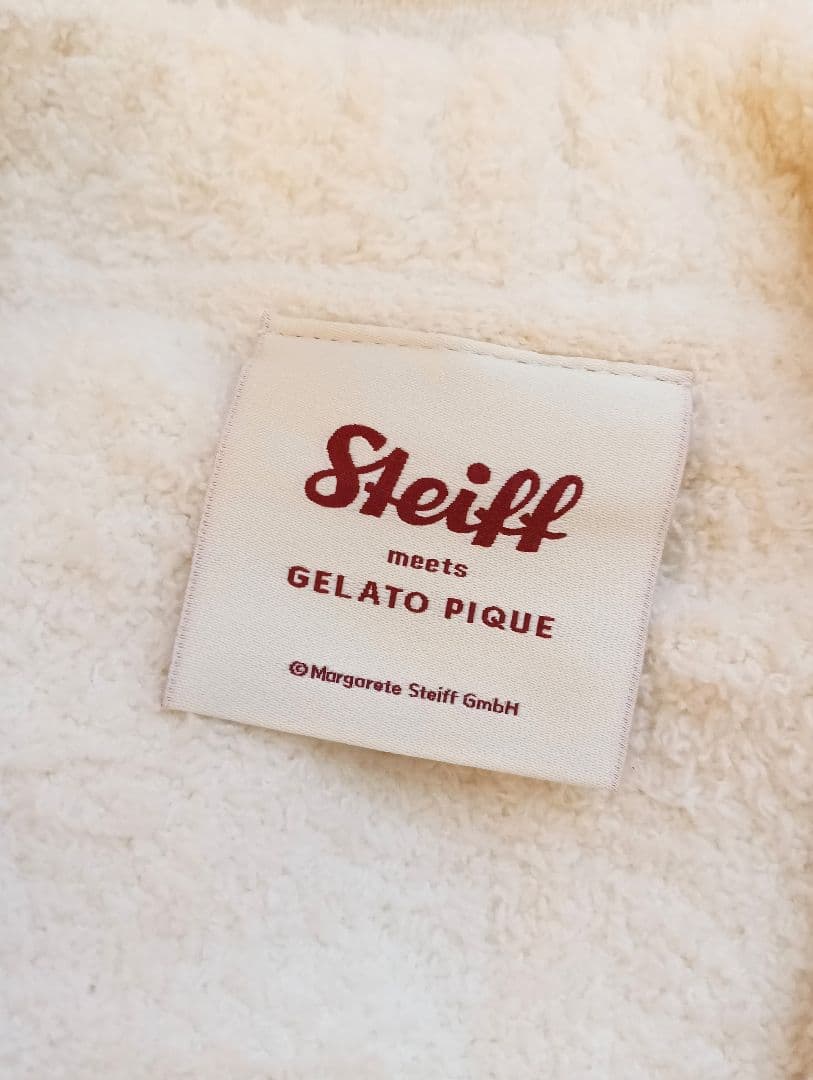 Steiff
meets
GELATO PIQUE
©Margarete Steiff GmbH